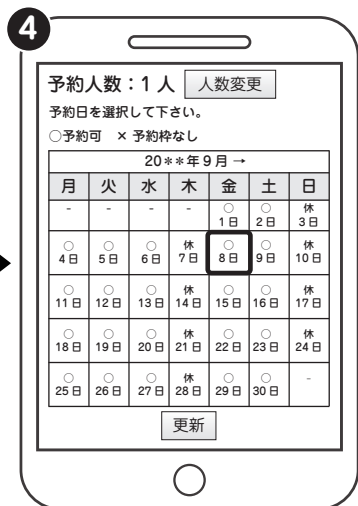 4
予約人数：1人 人数変更
予約日を選択して下さい。
○予約可 × 予約枠なし
20**年9月→
月 火 水 木 金 土 日
- - - - ○ ○ 休
1日 2日 3日
○ ○ ○ 休 ○ ○ 休
4日 5日 6日 7日 8日 9日 10日
○ ○ ○ 休 ○ ○ 休
11日 12日 13日 14日 15日 16日 17日
○ ○ ○ 休 ○ ○ 休
18日 19日 20日 21日 22日 23日 24日
○ ○ ○ 休 ○ ○ -
25日 26日 27日 28日 29日 30日
更新